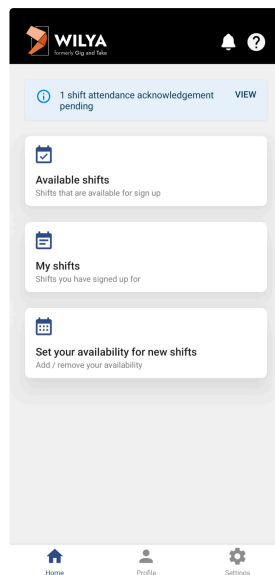 WILYA
formerly Gig and Take
1 shift attendance acknowledgement
pending
VIEW
Available shifts
Shifts that are available for sign up
My shifts
Shifts you have signed up for
Set your availability for new shifts
Add / remove your availability
Home
Profile
Settings